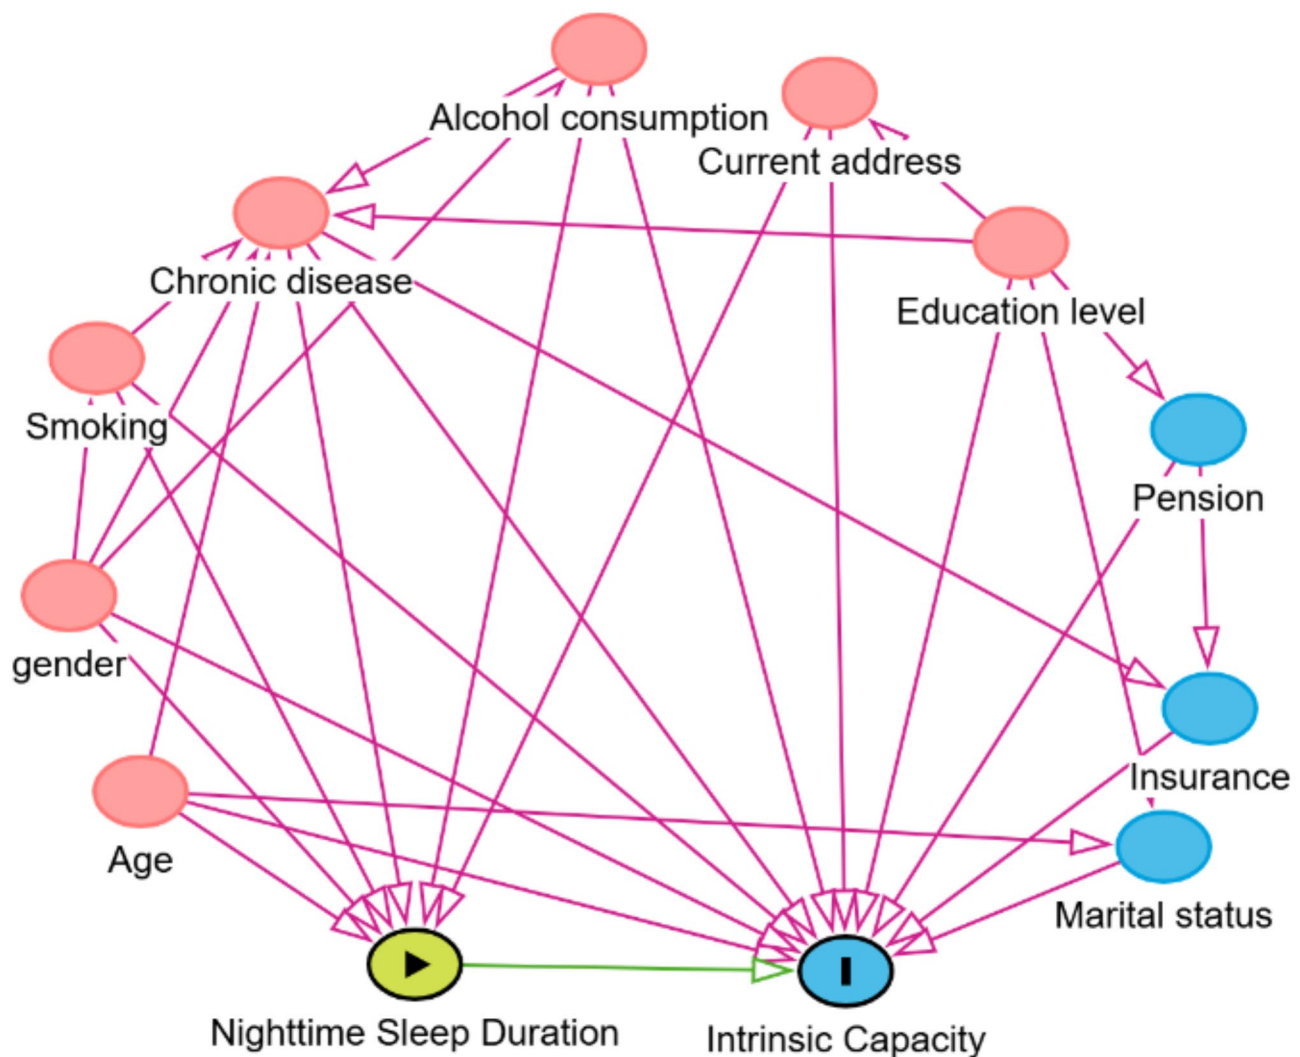 Alcohol consumption
Current address
Chronic disease
Education level
Smoking
Pension
gender
Insurance
Age
Marital status
Nighttime Sleep Duration
Intrinsic Capacity